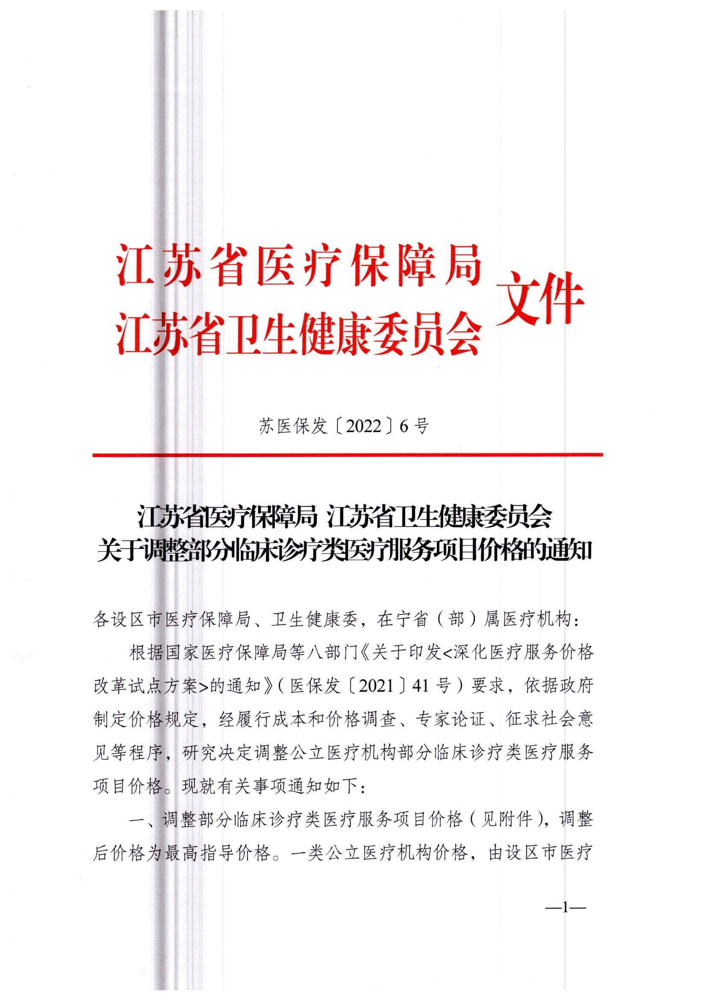 江苏省医疗保障局
江苏省卫生健康委员会
文件
苏医保发〔2022〕6号
江苏省医疗保障局 江苏省卫生健康委员会
关于调整部分临床诊疗类医疗服务项目价格的通知
各设区市医疗保障局、卫生健康委，在宁省（部）属医疗机构：
根据国家医疗保障局等八部门《关于印发<深化医疗服务价格
改革试点方案>的通知》（医保发〔2021〕41号）要求，依据政府
制定价格规定，经履行成本和价格调查、专家论证、征求社会意
见等程序，研究决定调整公立医疗机构部分临床诊疗类医疗服务
项目价格。现就有关事项通知如下：
一、调整部分临床诊疗类医疗服务项目价格（见附件），调整
后价格为最高指导价格。一类公立医疗机构价格，由设区市医疗
—1—